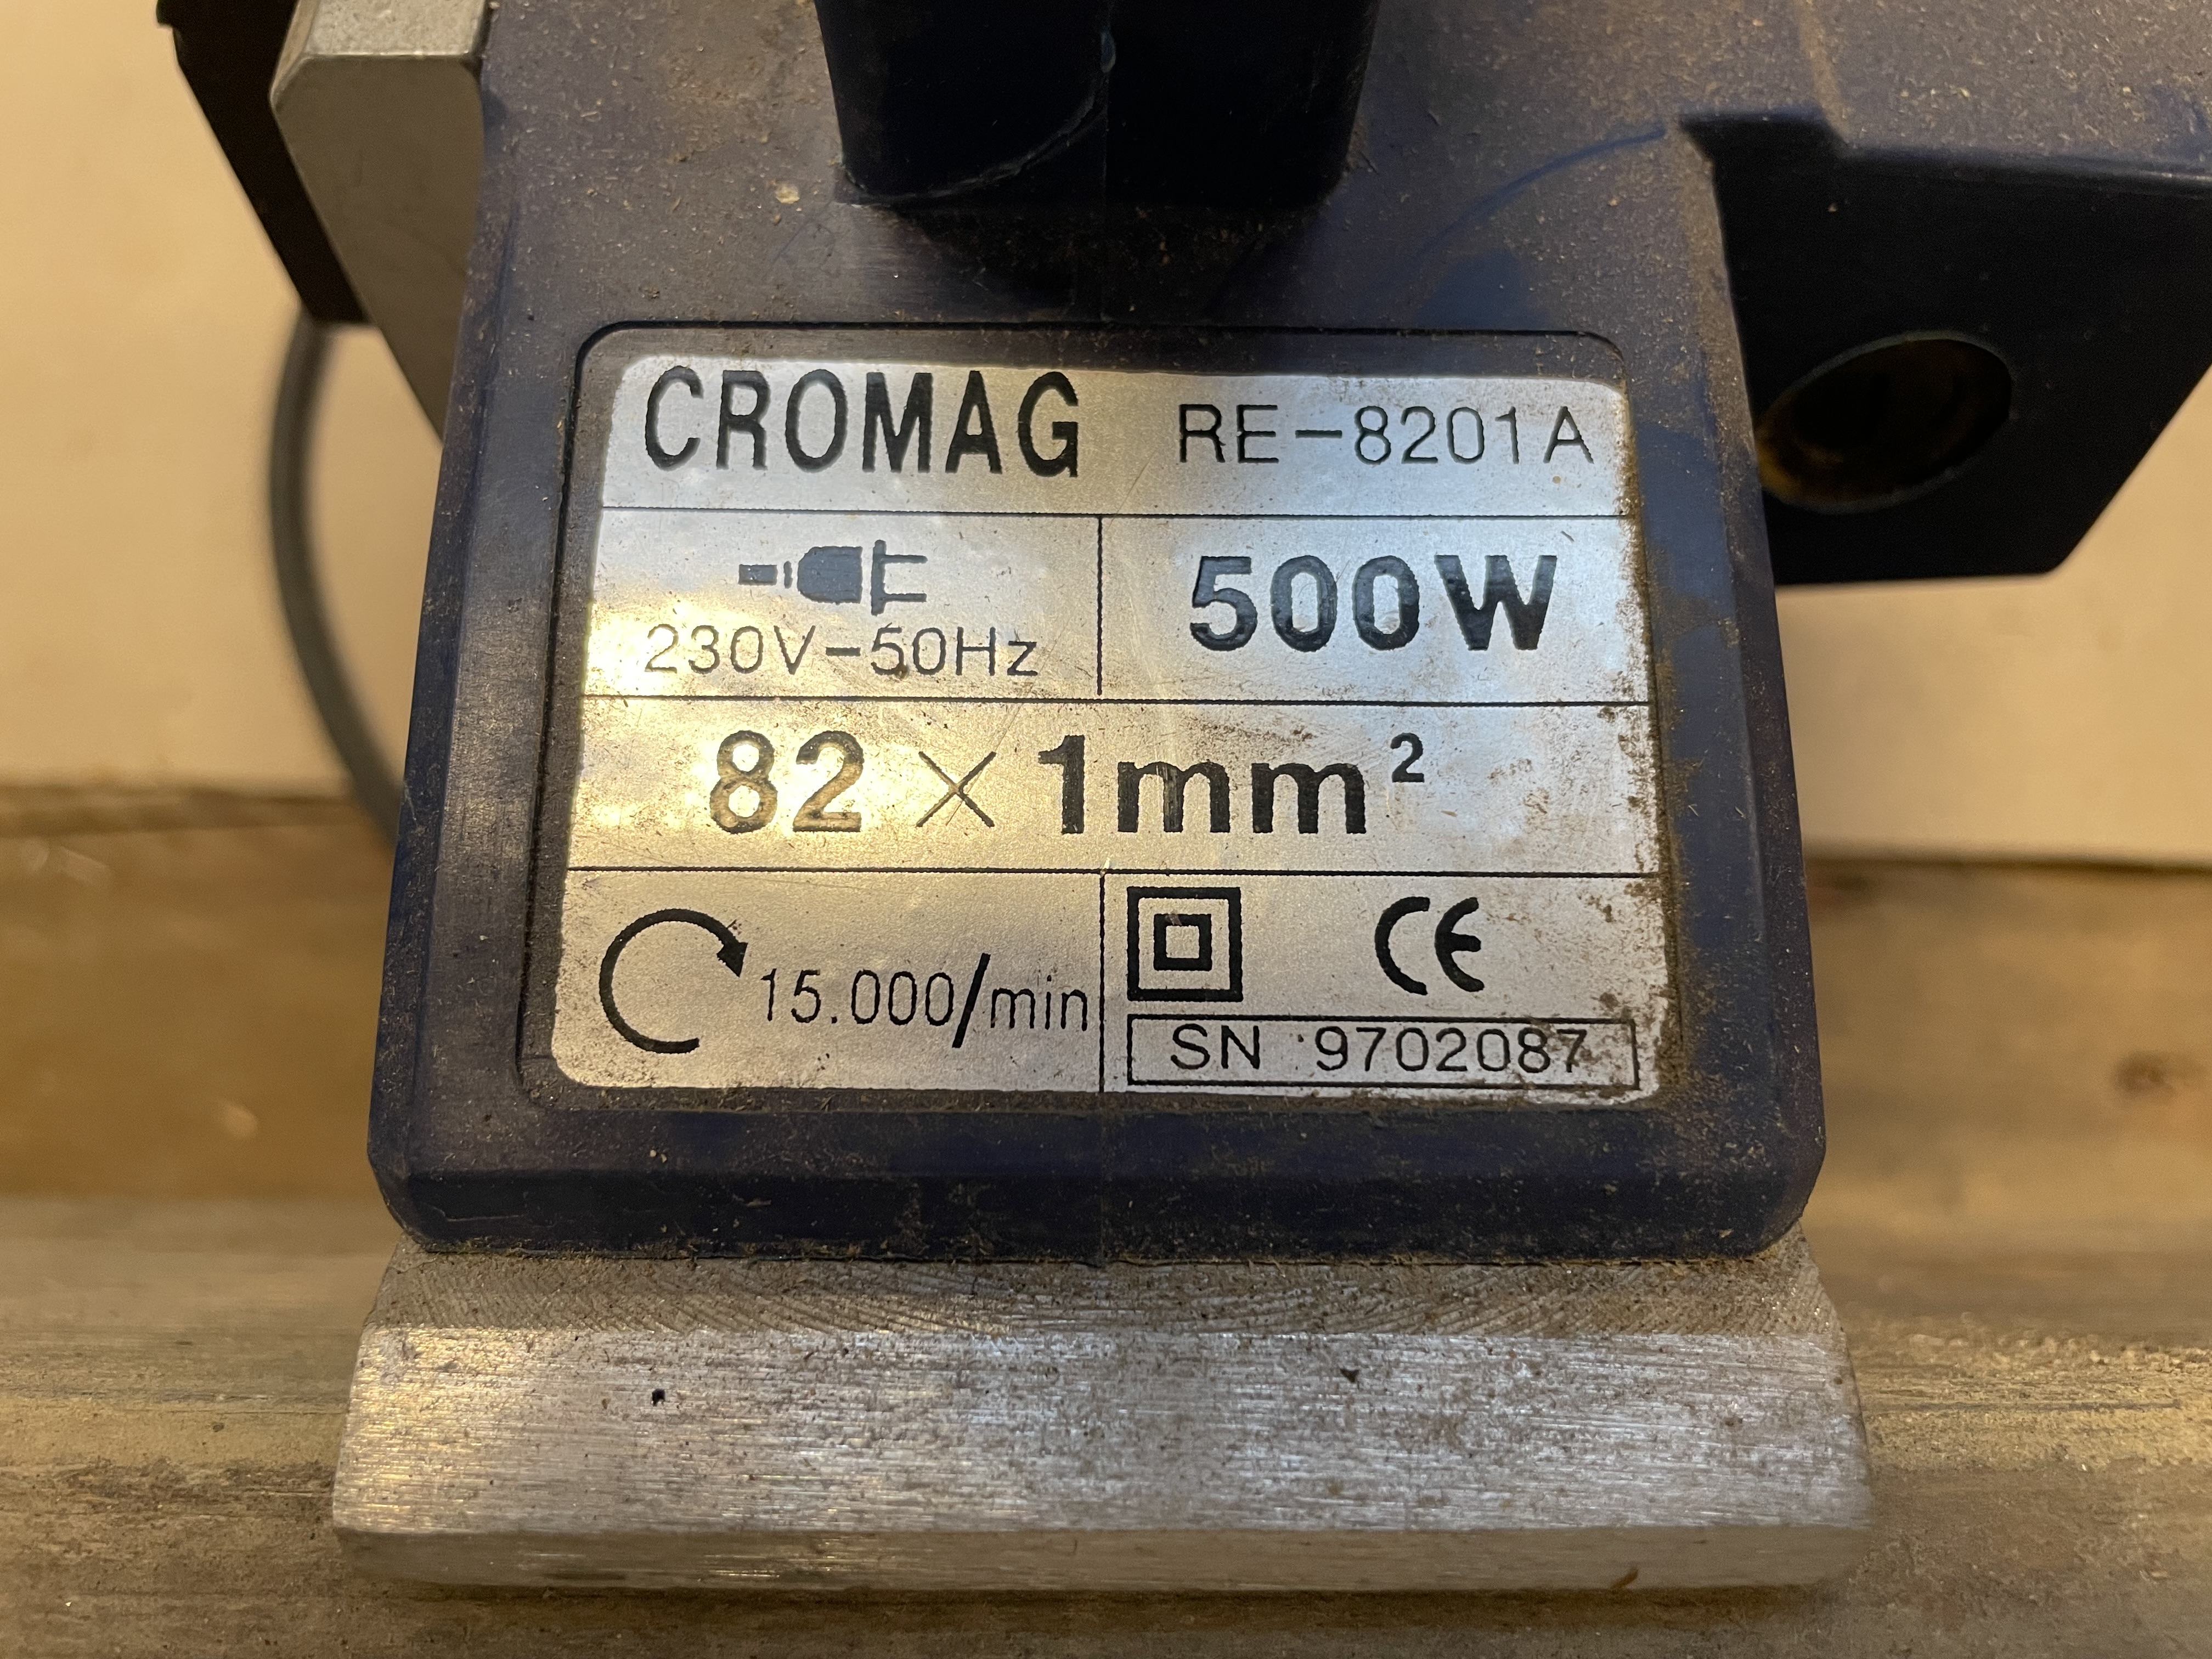 CROMAG RE-8201A
230V-50Hz
500W
82×1mm²
15.000/min
CE
SN 9702087